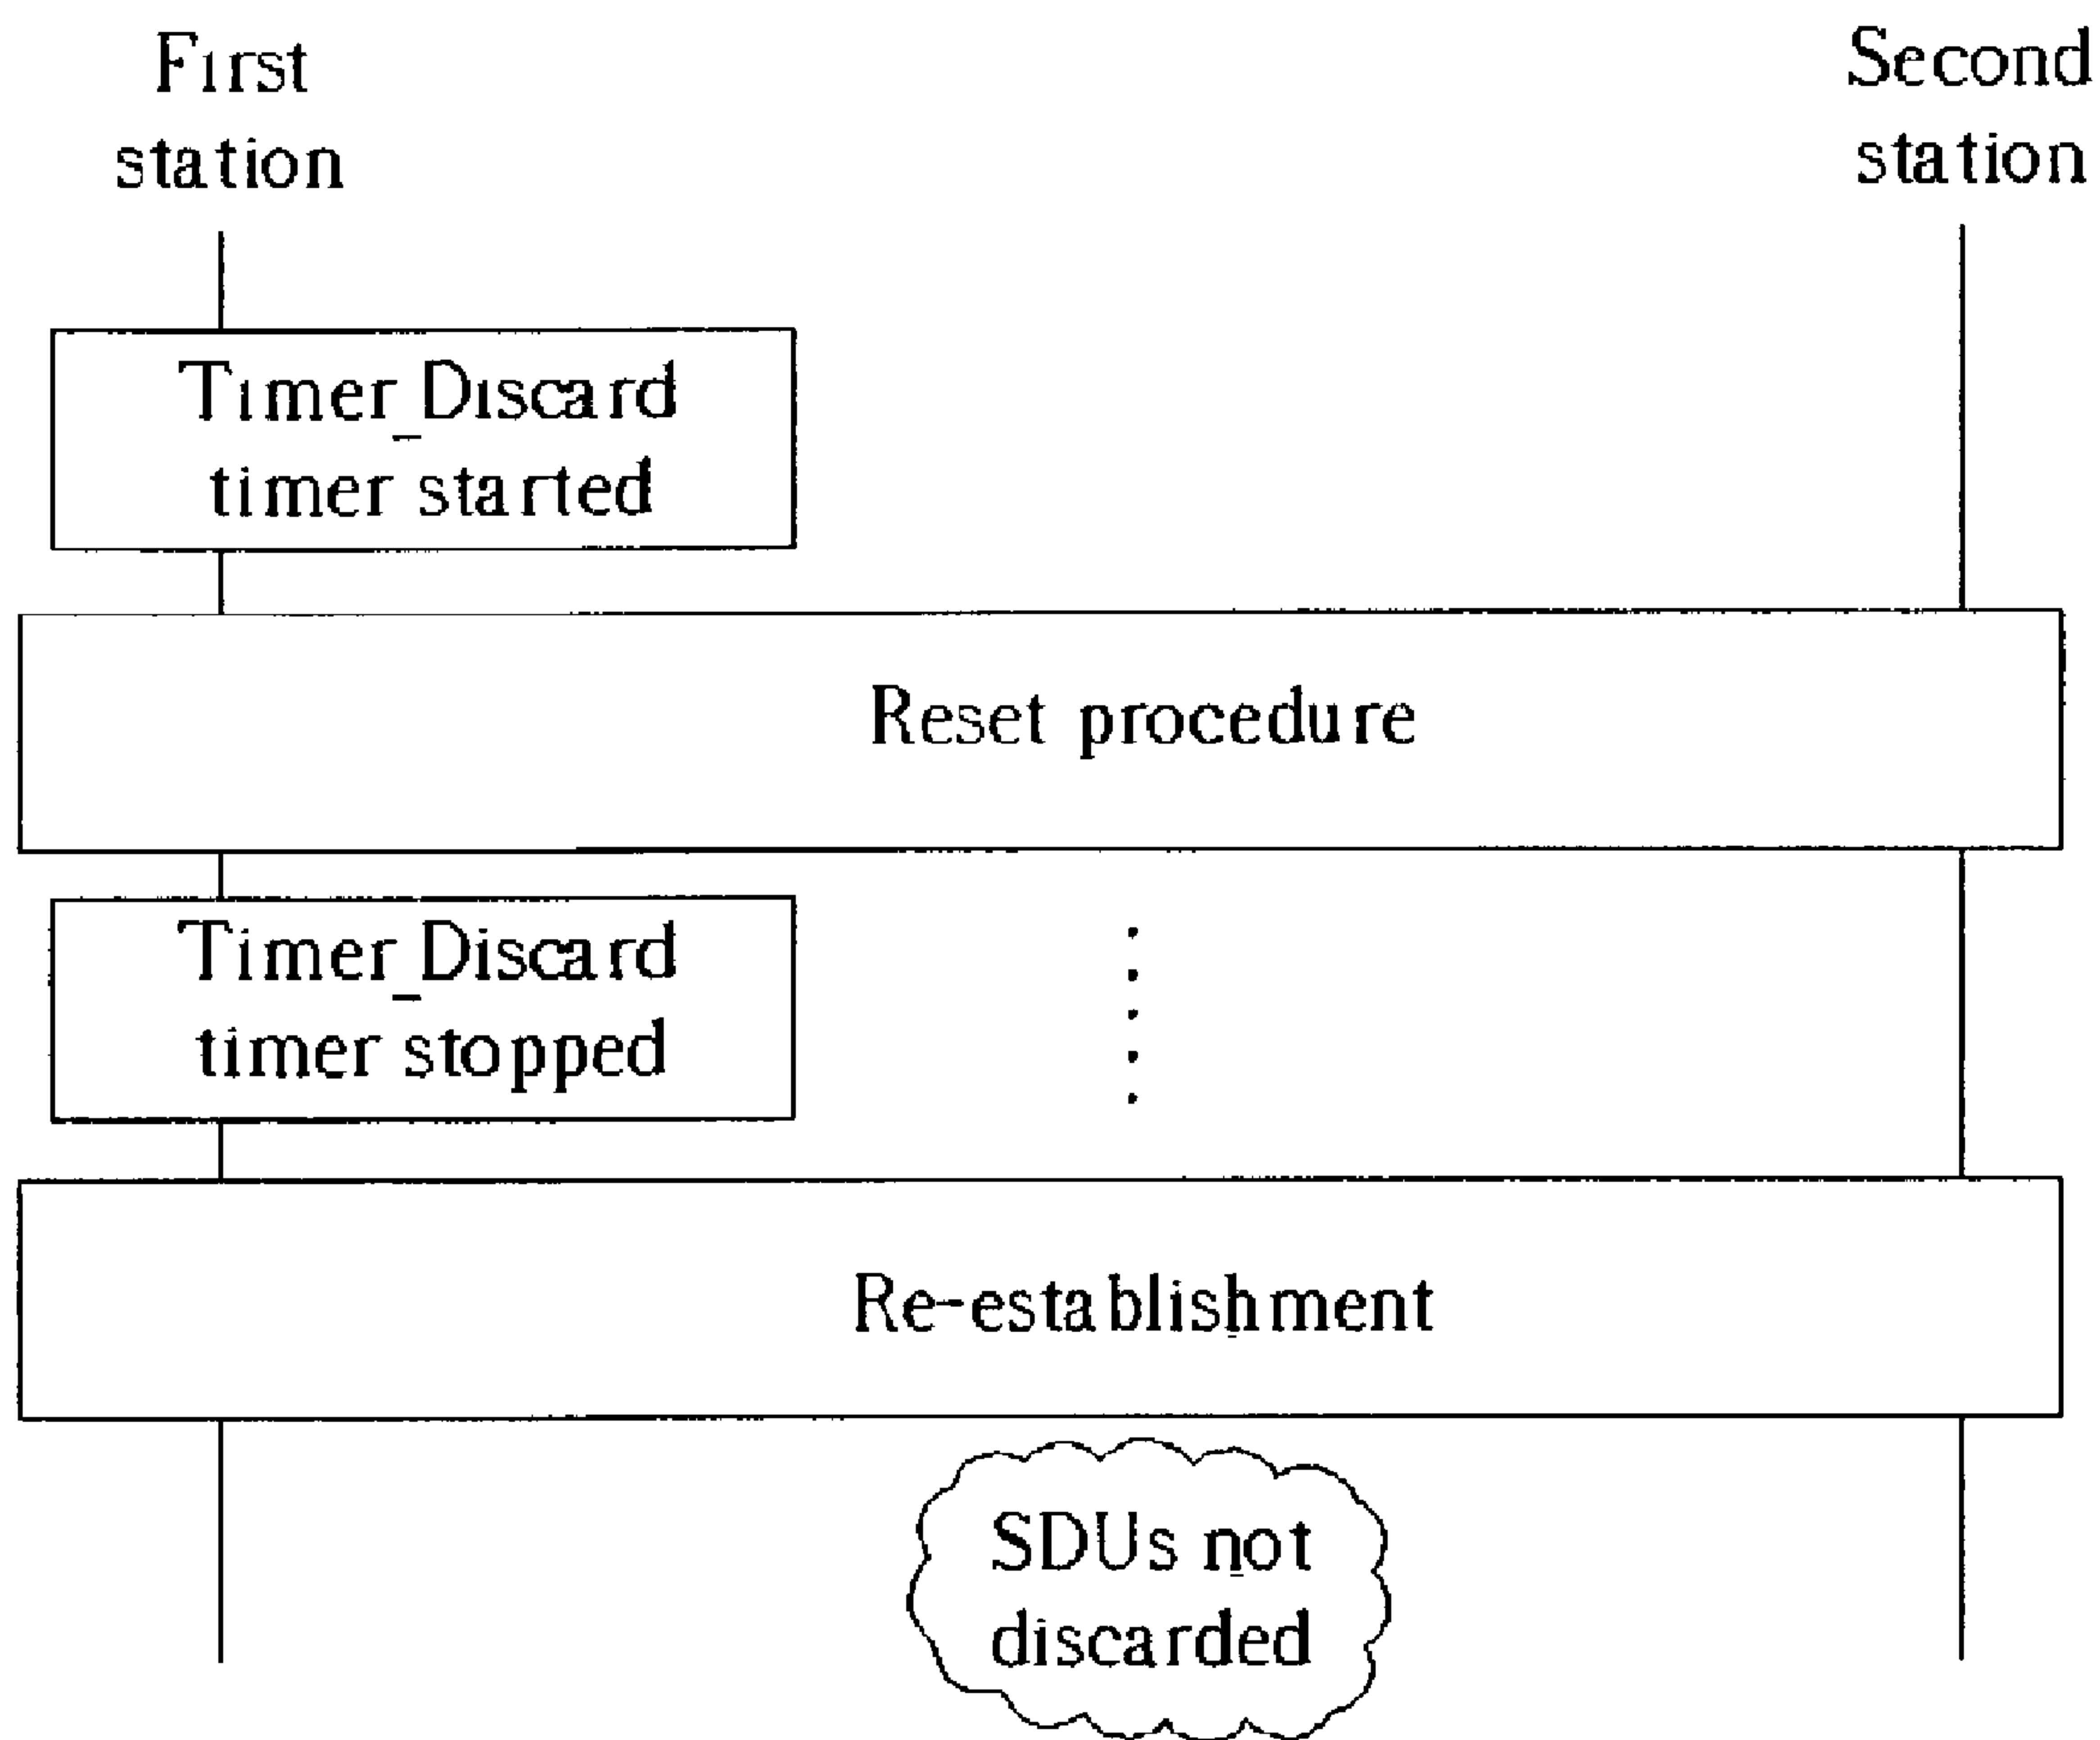 First
station
Second
station
Timer_Discard
timer started
Reset procedure
Timer_Discard
timer stopped
Re-establishment
SDUs not
discarded